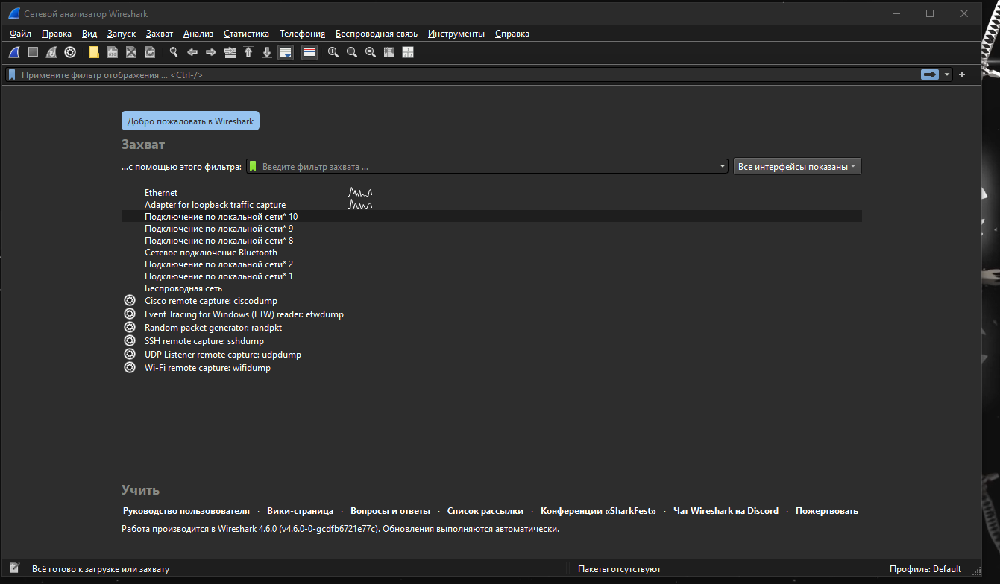 Сетевой анализатор Wireshark
Файл Правка Вид Запуск Захват Анализ Статистика Телефония Беспроводная связь Инструменты Справка
Примените фильтр отображения ... <Ctrl-/>
Добро пожаловать в Wireshark
Захват
...с помощью этого фильтра: Введите фильтр захвата ... Все интерфейсы показаны
Ethernet
Adapter for loopback traffic capture
Подключение по локальной сети* 10
Подключение по локальной сети* 9
Подключение по локальной сети* 8
Сетевое подключение Bluetooth
Подключение по локальной сети* 2
Подключение по локальной сети* 1
Беспроводная сеть
Cisco remote capture: ciscodump
Event Tracing for Windows (ETW) reader: etwdump
Random packet generator: randpkt
SSH remote capture: sshdump
UDP Listener remote capture: udpdump
Wi-Fi remote capture: wifidump
Учить
Руководство пользовователя · Вики-страница · Вопросы и ответы · Список рассылки · Конференции «SharkFest» · Чат Wireshark на Discord · Пожертвовать
Работа производится в Wireshark 4.6.0 (v4.6.0-0-gcdfb6721e77c). Обновления выполняются автоматически.
Всё готово к загрузке или захвату Пакеты отсутствуют Профиль: Default